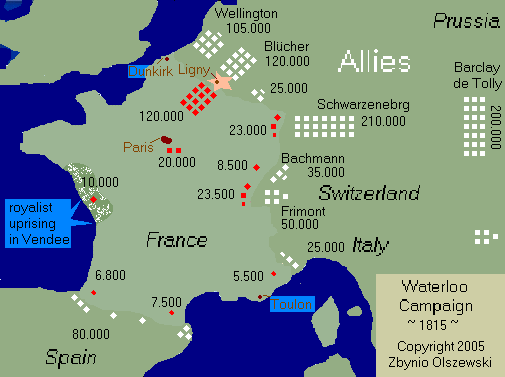 Wellington
105.000
Prussia
Blücher
120.000
Allies
Dunkirk
Ligny
25.000
Barclay
de Tolly
200.000
120.000
Schwarzenebrg
210.000
23.000
Paris
20.000
8.500
Bachmann
35.000
10.000
23.500
Switzerland
royalist
uprising
in Vendee
Frimont
50.000
France
25.000
Italy
6.800
5.500
7.500
Toulon
80.000
Spain
Waterloo
Campaign
~ 1815 ~
Copyright 2005
Zbynio Olszewski